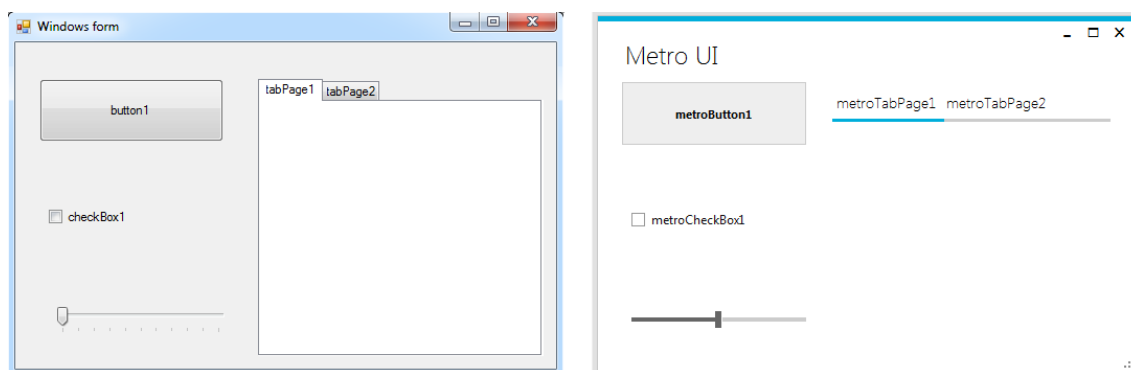 Windows form
button1
tabPage1 tabPage2
checkBox1
Metro UI
metroButton1
metroTabPage1 metroTabPage2
metroCheckBox1